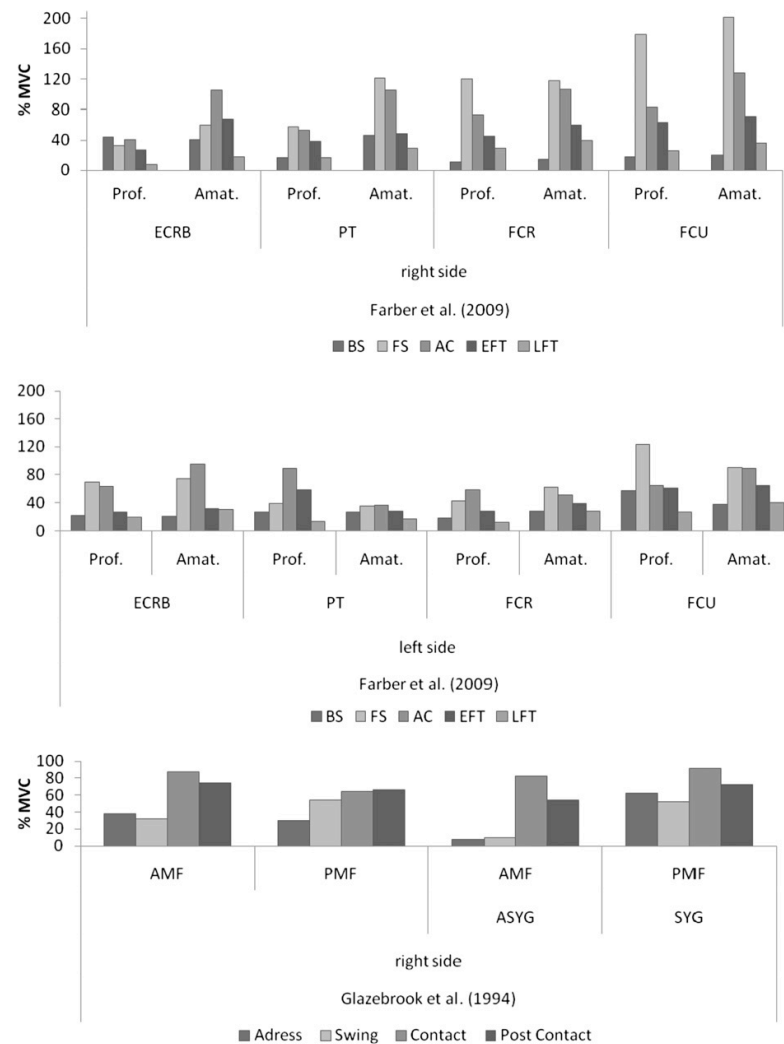 % MVC
200
160
120
80
40
0
Prof. Amat. Prof. Amat. Prof. Amat. Prof. Amat.
ECRB PT FCR FCU
right side
Farber et al. (2009)
BS FS AC EFT LFT
200
160
120
80
40
0
Prof. Amat. Prof. Amat. Prof. Amat. Prof. Amat.
ECRB PT FCR FCU
left side
Farber et al. (2009)
BS FS AC EFT LFT
% MVC
100
80
60
40
20
0
AMF PMF AMF PMF
ASYG SYG
right side
Glazebrook et al. (1994)
Adress Swing Contact Post Contact